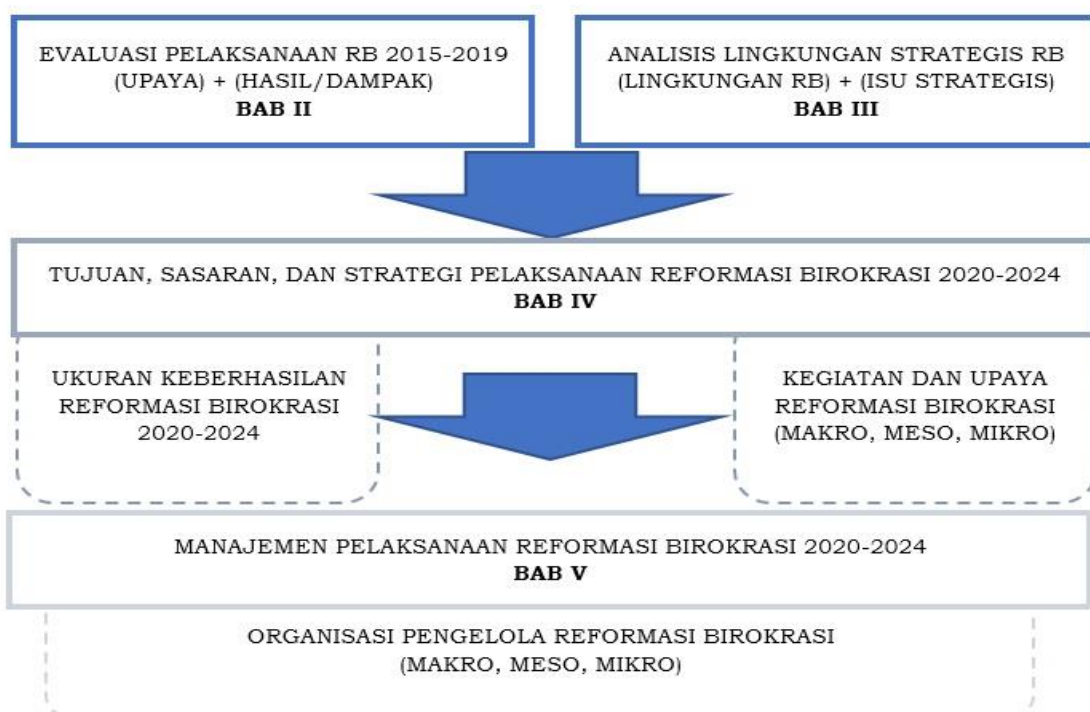 EVALUASI PELAKSANAAN RB 2015-2019
(UPAYA) + (HASIL/DAMPAK)
BAB II
ANALISIS LINGKUNGAN STRATEGIS RB
(LINGKUNGAN RB) + (ISU STRATEGIS)
BAB III
TUJUAN, SASARAN, DAN STRATEGI PELAKSANAAN REFORMASI BIROKRASI 2020-2024
BAB IV
UKURAN KEBERHASILAN
REFORMASI BIROKRASI
2020-2024
KEGIATAN DAN UPAYA
REFORMASI BIROKRASI
(MAKRO, MESO, MIKRO)
MANAJEMEN PELAKSANAAN REFORMASI BIROKRASI 2020-2024
BAB V
ORGANISASI PENGELOLA REFORMASI BIROKRASI
(MAKRO, MESO, MIKRO)